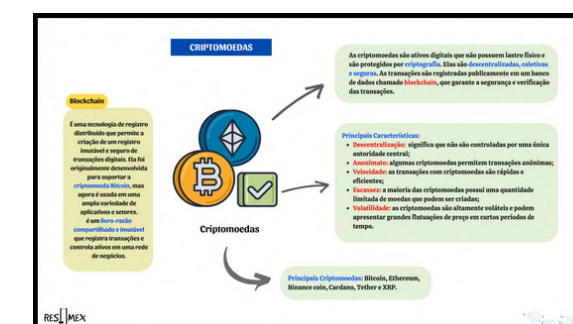 CRIPTOMOEDAS
As criptomoedas são ativos digitais que não possuem lastro físico e
são protegidos por criptografia. Elas são descentralizadas, coletivas
e seguras. As transações são registradas publicamente em um banco
de dados chamado blockchain, que garante a segurança e verificação
das transações.
Blockchain
É uma tecnologia de registro
distribuído que permite a
criação de um registro
imutável e seguro de
transações digitais. Ela foi
originalmente desenvolvida
para suportar a
criptomoeda Bitcoin, mas
agora é usada em uma
ampla variedade de
aplicativos e setores.
é um livro-razão
compartilhado e imutável
que registra transações e
controla ativos em uma rede
de negócios.
Criptomoedas
Principais Características:
• Descentralização: significa que não são controladas por uma única
autoridade central;
• Anonimato: algumas criptomoedas permitem transações anônimas;
• Velocidade: as transações com criptomoedas são rápidas e
eficientes;
• Escassez: a maioria das criptomoedas possui uma quantidade
limitada de moedas que podem ser criadas;
• Volatilidade: as criptomoedas são altamente voláteis e podem
apresentar grandes flutuações de preço em curtos períodos de
tempo.
Principais Criptomoedas: Bitcoin, Ethereum,
Binance coin, Cardano, Tether e XRP.
RESUMEX